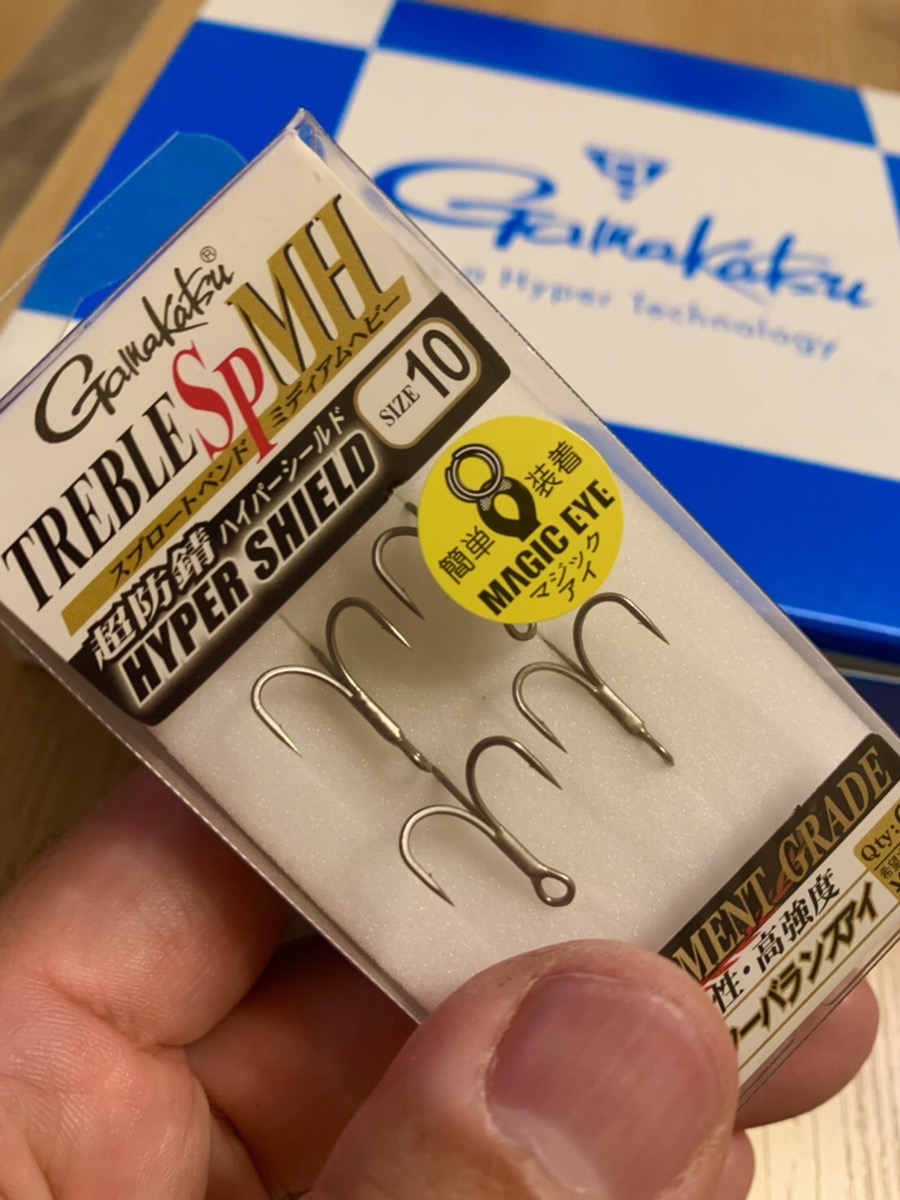 Gamakatsu®
TREBLE Sp MH
スプロートベンド ミディアムヘビー
SIZE 10
超防錆 ハイパーシールド
HYPER SHIELD
簡単 装着
MAGIC EYE
マジック
アイ
MENT GRADE
Qty:
性・高強度
ーバランスアイ
Gamakatsu
Hyper Technology